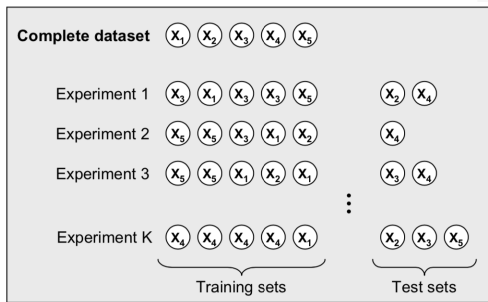 Complete dataset X₁ X₂ X₃ X₄ X₅
Experiment 1 X₃ X₁ X₃ X₃ X₅ X₂ X₄
Experiment 2 X₅ X₅ X₃ X₁ X₂ X₄
Experiment 3 X₅ X₅ X₁ X₂ X₁ X₃ X₄
Experiment K X₄ X₄ X₄ X₄ X₁ X₂ X₃ X₅
Training sets Test sets